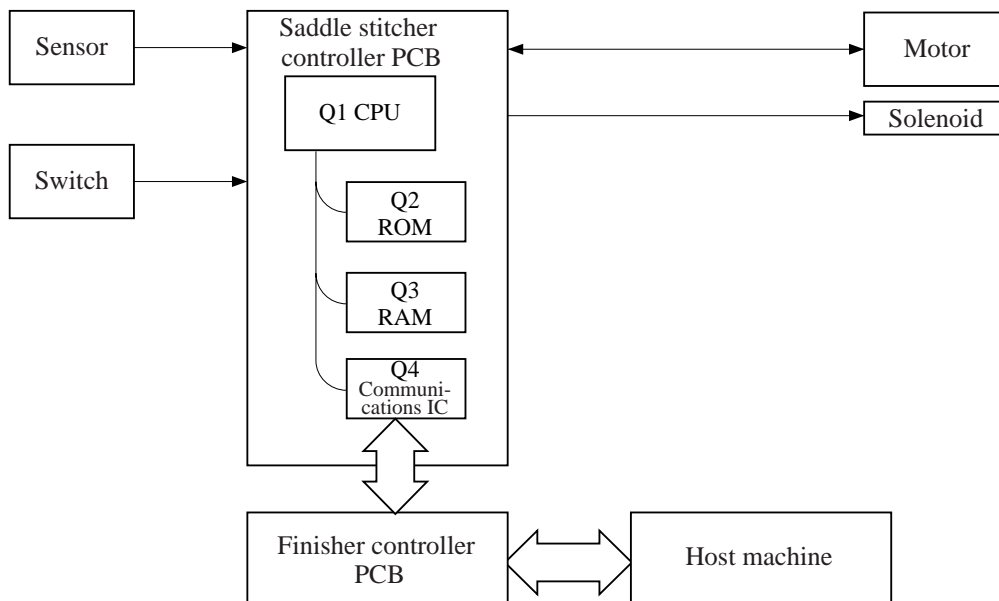 Sensor
Saddle stitcher
controller PCB
Motor
Q1 CPU
Solenoid
Switch
Q2
ROM
Q3
RAM
Q4
Communi-
cations IC
Finisher controller
PCB
Host machine